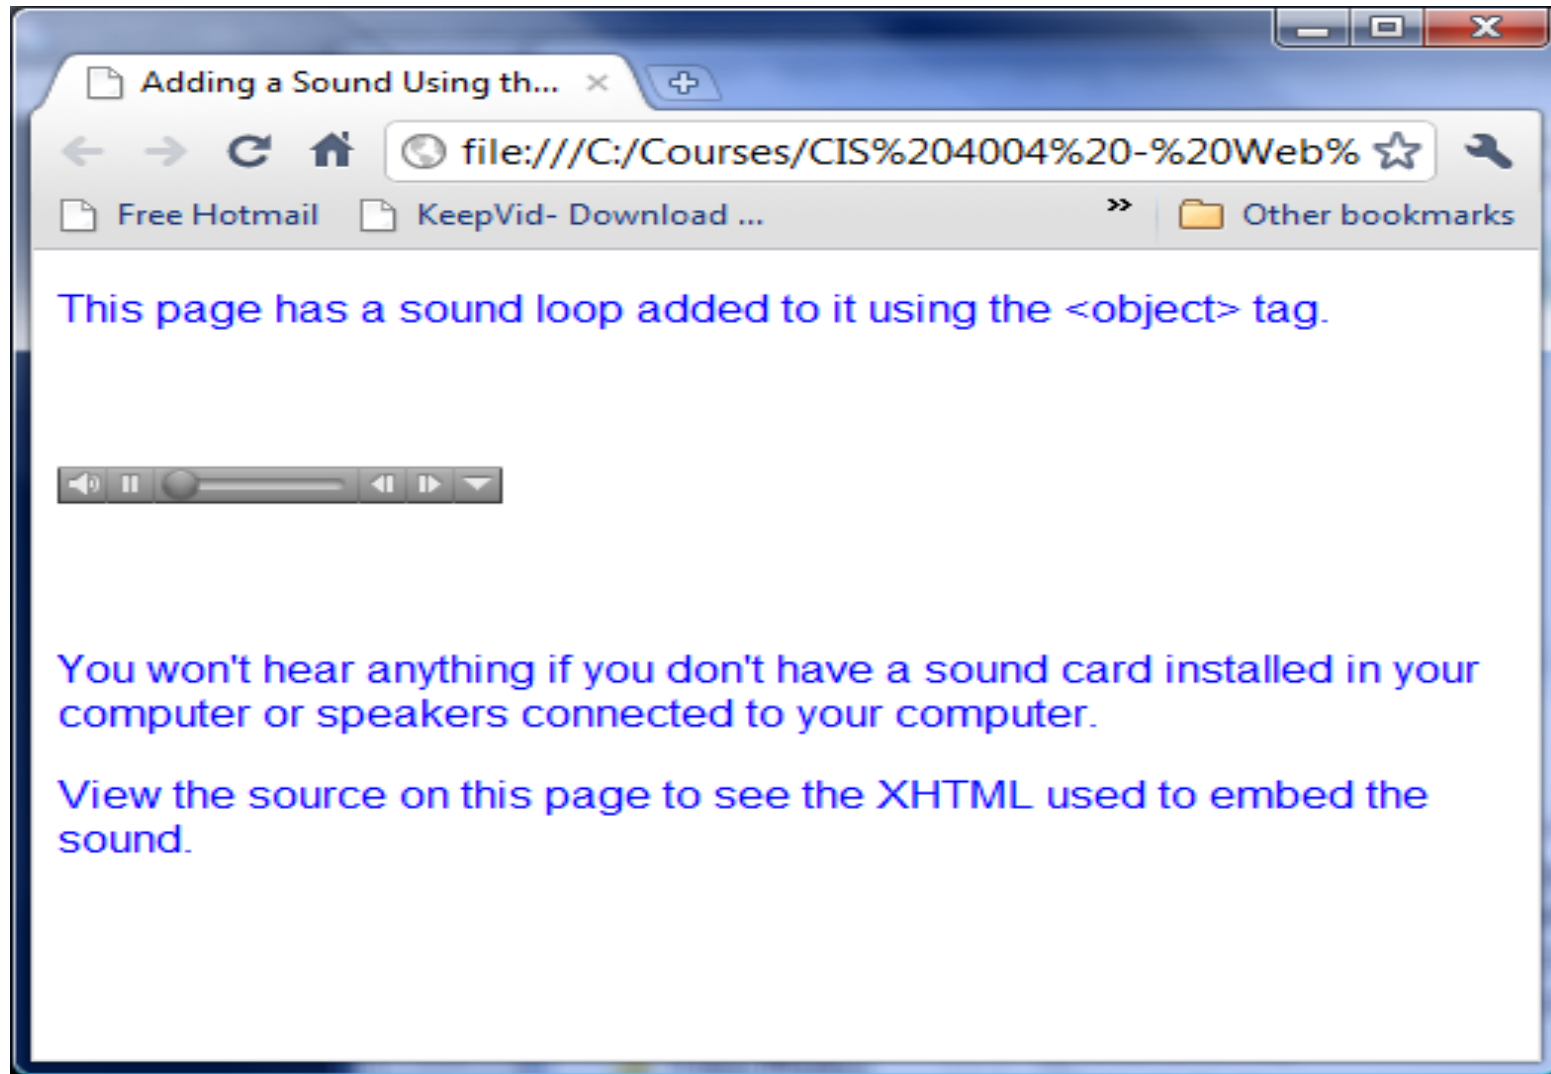 Adding a Sound Using th...
file:///C:/Courses/CIS%204004%20-%20Web%
Free Hotmail KeepVid- Download ... » Other bookmarks
This page has a sound loop added to it using the <object> tag.
You won't hear anything if you don't have a sound card installed in your
computer or speakers connected to your computer.
View the source on this page to see the XHTML used to embed the
sound.